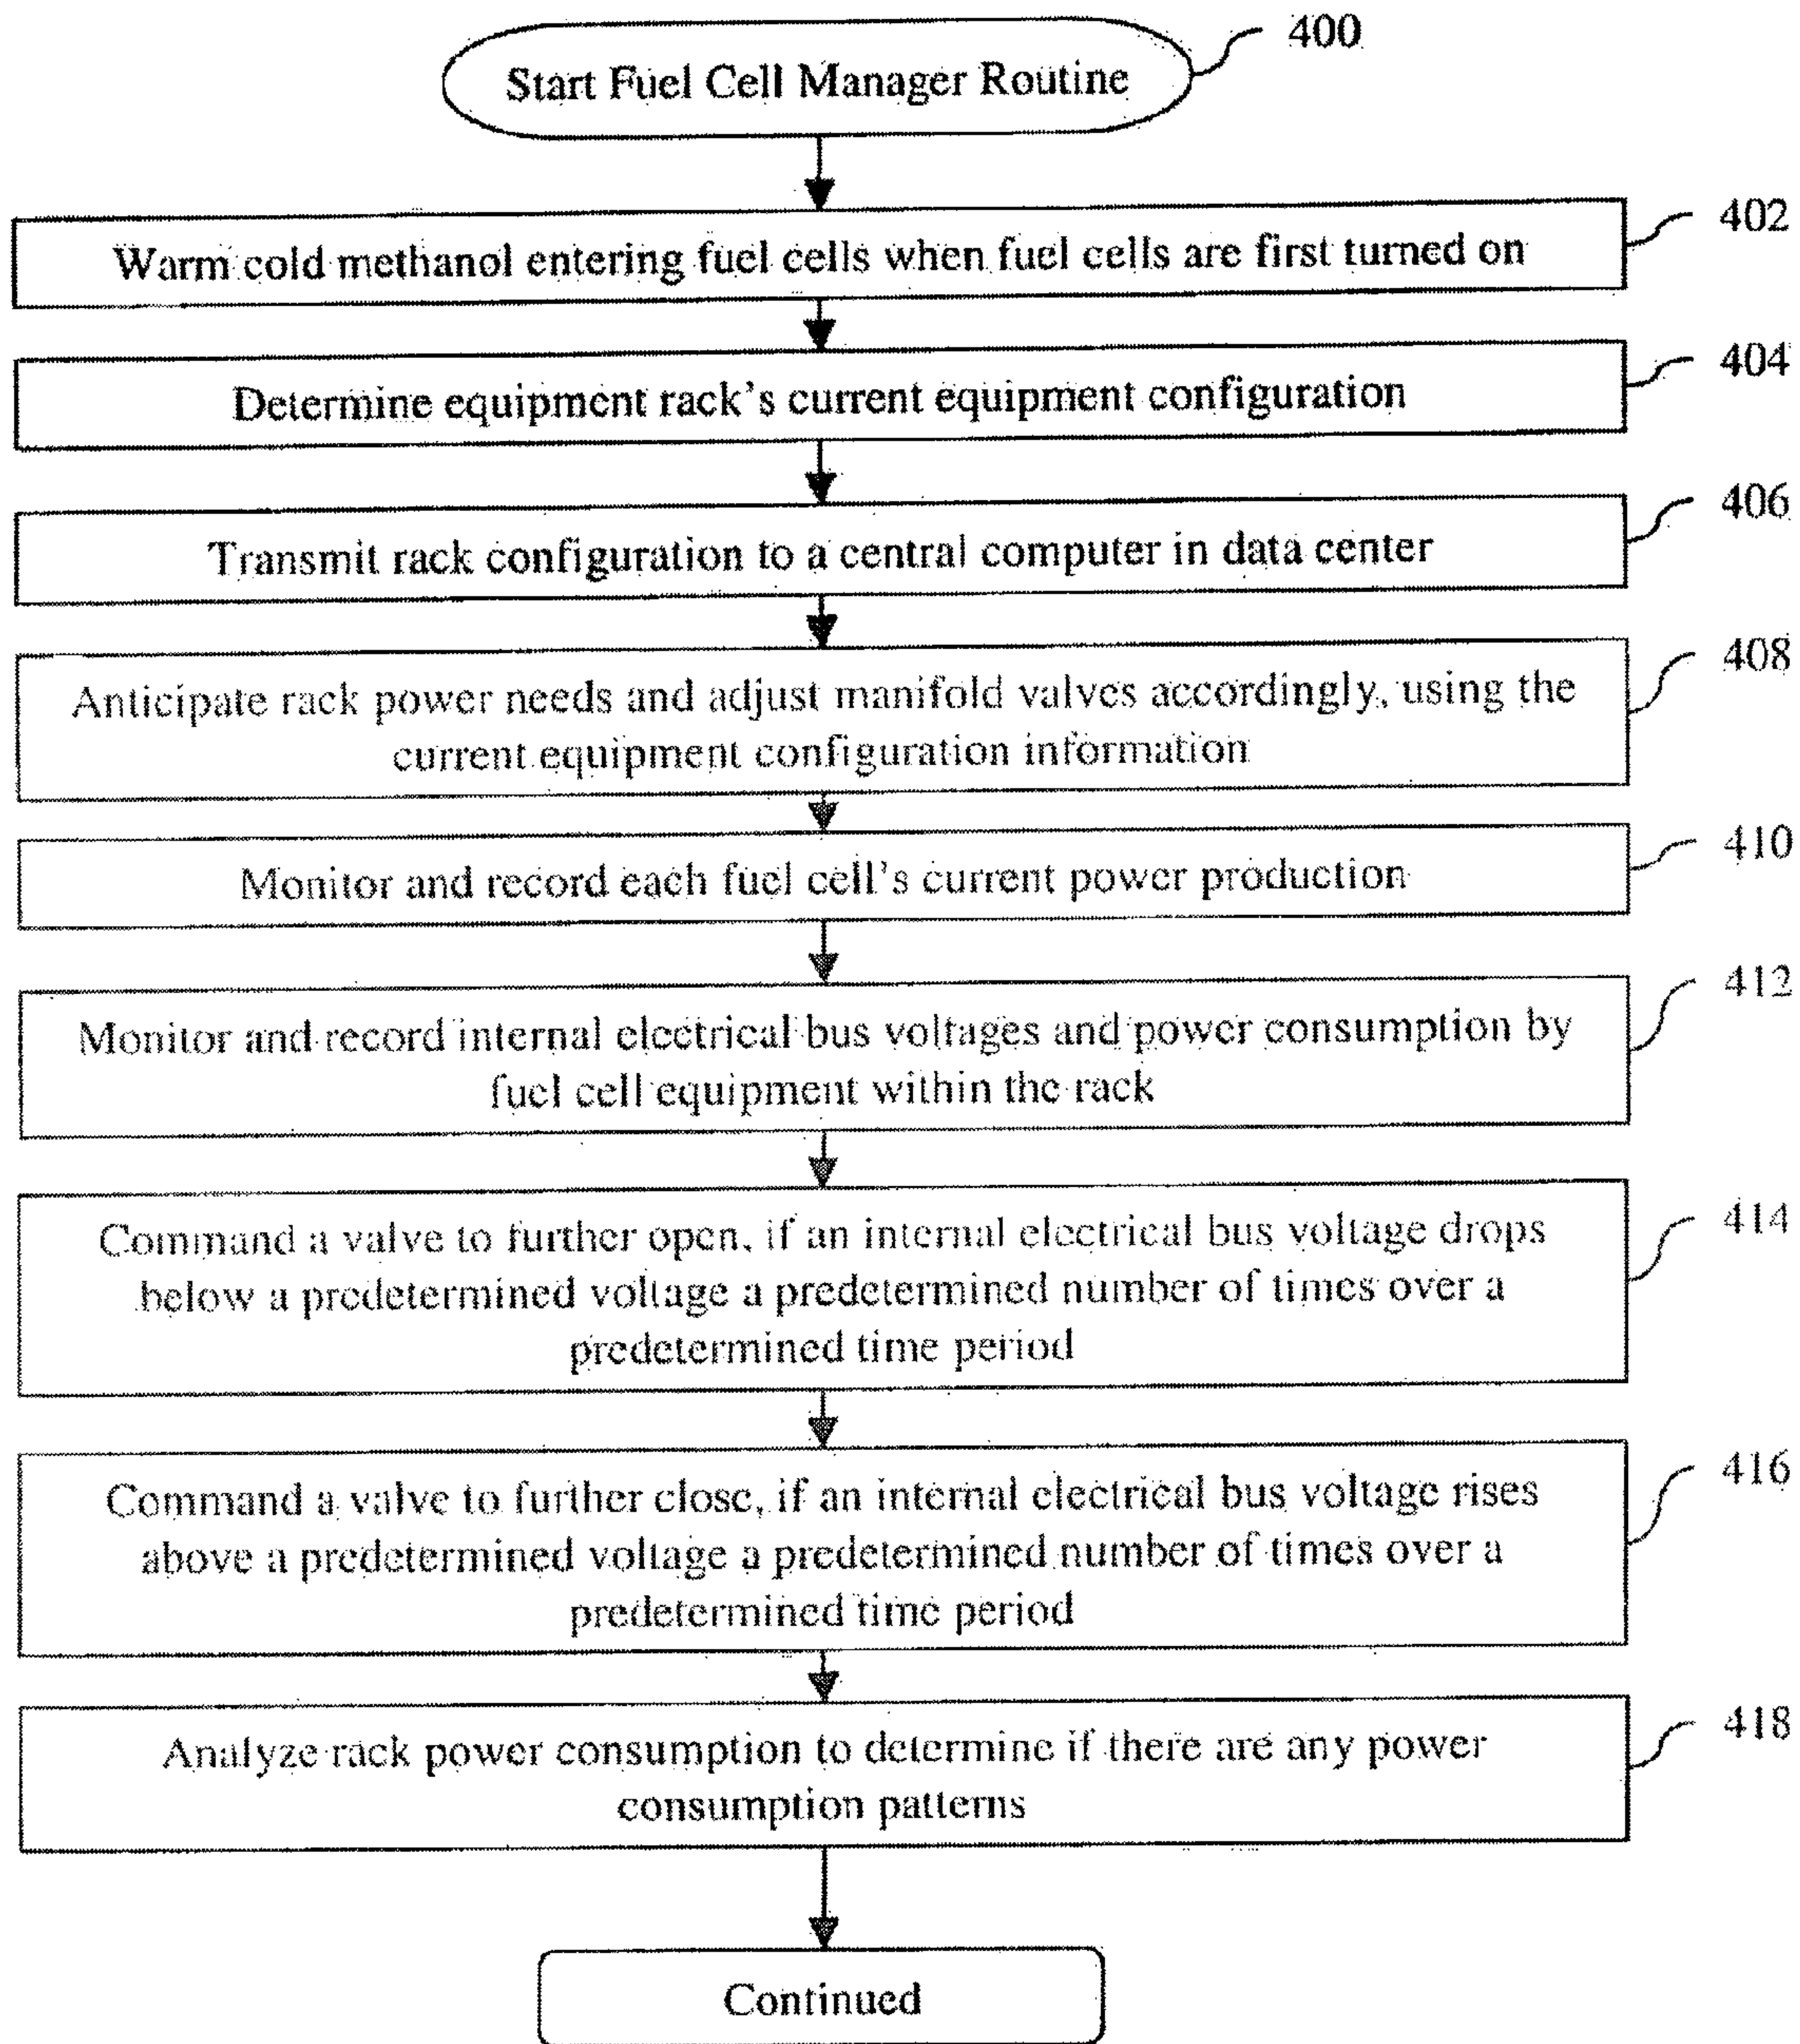 400
Start Fuel Cell Manager Routine
402
Warm cold methanol entering fuel cells when fuel cells are first turned on
404
Determine equipment rack's current equipment configuration
406
Transmit rack configuration to a central computer in data center
408
Anticipate rack power needs and adjust manifold valves accordingly, using the
current equipment configuration information
410
Monitor and record each fuel cell's current power production
412
Monitor and record internal electrical bus voltages and power consumption by
fuel cell equipment within the rack
414
Command a valve to further open, if an internal electrical bus voltage drops
below a predetermined voltage a predetermined number of times over a
predetermined time period
416
Command a valve to further close, if an internal electrical bus voltage rises
above a predetermined voltage a predetermined number of times over a
predetermined time period
418
Analyze rack power consumption to determine if there are any power
consumption patterns
Continued